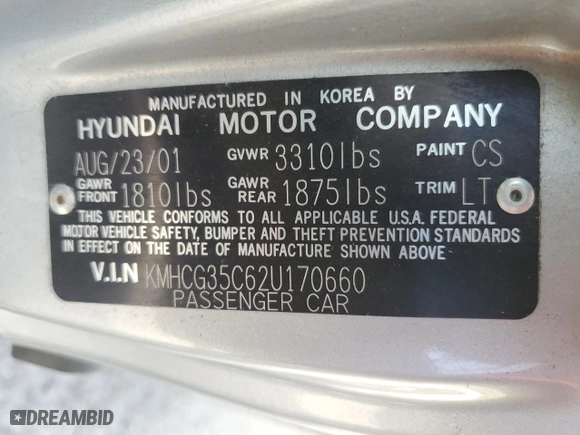 MANUFACTURED IN KOREA BY
HYUNDAI MOTOR COMPANY
AUG/23/01 GVWR 3310lbs PAINT CS
GAWR FRONT 1810lbs GAWR REAR 1875lbs TRIM LT
THIS VEHICLE CONFORMS TO ALL APPLICABLE U.S.A. FEDERAL
MOTOR VEHICLE SAFETY, BUMPER AND THEFT PREVENTION STANDARDS
IN EFFECT ON THE DATE OF MANUFACTURE SHOWN ABOVE
V.I.N KMHCG35C62U170660
PASSENGER CAR
DREAMBID